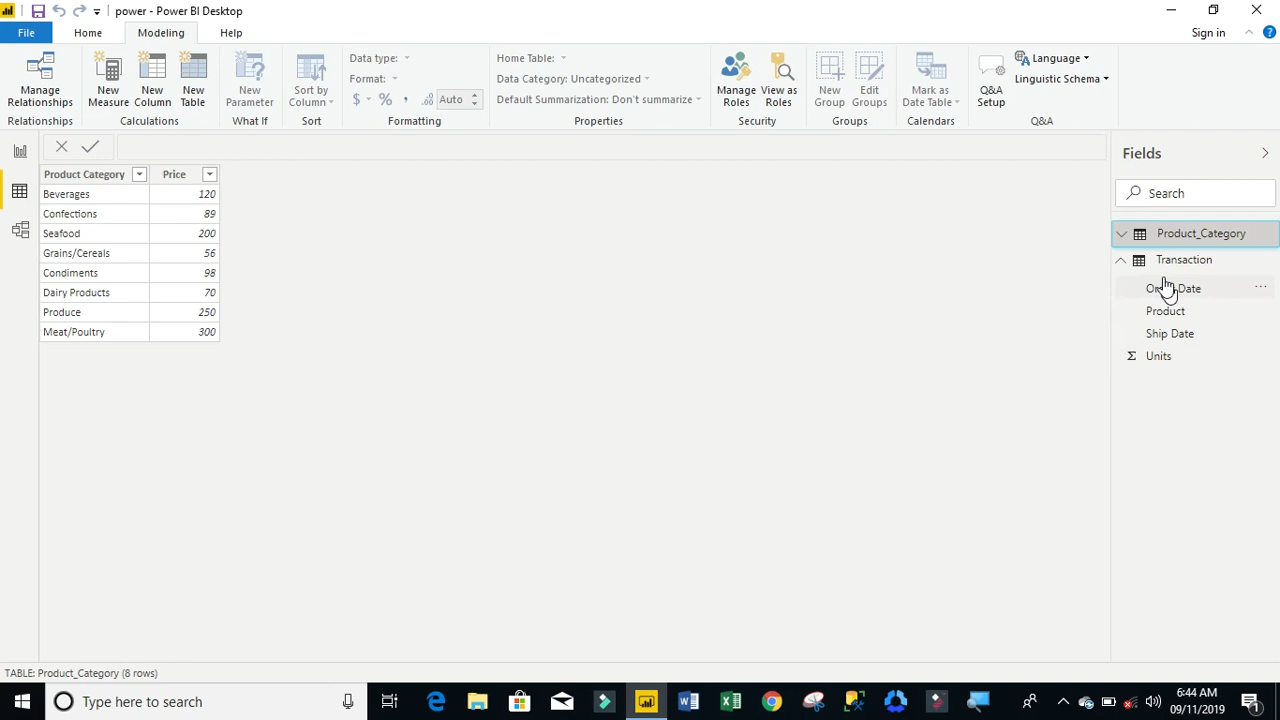 power - Power BI Desktop
File
Home
Modeling
Help
Sign in
Manage Relationships
Relationships
New Measure
New Column
New Table
Calculations
New Parameter
What If
Sort by Column
Sort
Data type:
Format:
$ % , Auto
Formatting
Home Table:
Data Category: Uncategorized
Default Summarization: Don't summarize
Properties
Manage Roles
View as Roles
Security
New Group
Edit Groups
Groups
Mark as Date Table
Calendars
Q&A Setup
Language
Linguistic Schema
Q&A
Product Category Price
Beverages 120
Confections 89
Seafood 200
Grains/Cereals 56
Condiments 98
Dairy Products 70
Produce 250
Meat/Poultry 300
Fields
Search
Product_Category
Transaction
Date
Product
Ship Date
Σ Units
TABLE: Product_Category (8 rows)
Type here to search
6:44 AM
09/11/2019
1